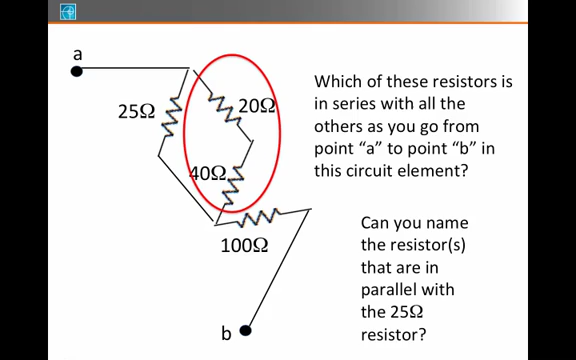 a
25Ω
20Ω
40Ω
100Ω
b
Which of these resistors is
in series with all the
others as you go from
point “a” to point “b” in
this circuit element?
Can you name
the resistor(s)
that are in
parallel with
the 25Ω
resistor?